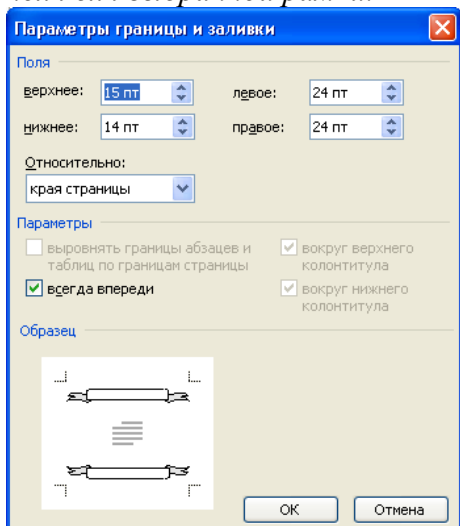 Параметры границы и заливки
Поля
верхнее: 15 пт левое: 24 пт
нижнее: 14 пт правое: 24 пт
Относительно:
края страницы
Параметры
выровнять границы абзацев и таблиц по границам страницы
вокруг верхнего колонтитула
всегда впереди
вокруг нижнего колонтитула
Образец
ОК Отмена